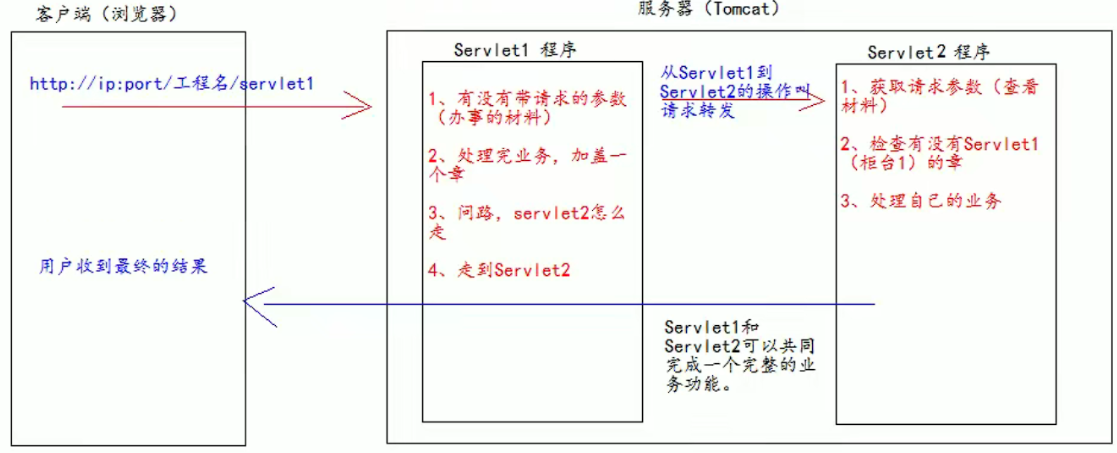 客户端（浏览器）
服务器（Tomcat）
http://ip:port/工程名/servlet1
用户收到最终的结果
Servlet1 程序
1、有没有带请求的参数
（办事的材料）
2、处理完业务，加盖一
个章
3、问路，servlet2怎么
走
4、走到Servlet2
从Servlet1到
Servlet2的操作叫
请求转发
Servlet1和
Servlet2可以共同
完成一个完整的业
务功能。
Servlet2 程序
1、获取请求参数（查看
材料）
2、检查有没有Servlet1
（柜台1）的章
3、处理自己的业务